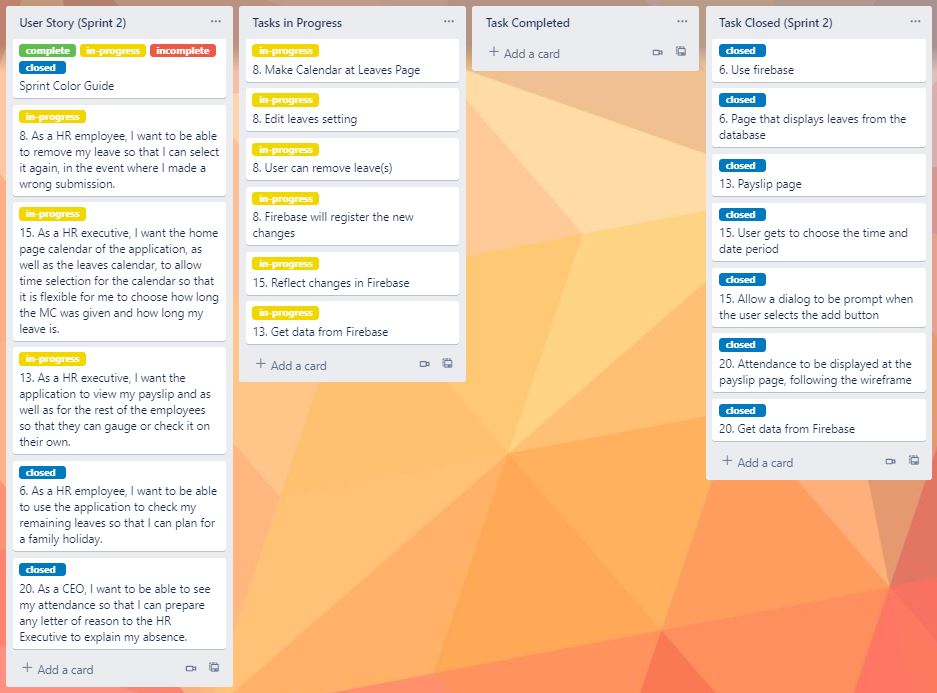 User Story (Sprint 2)
complete in-progress incomplete
closed
Sprint Color Guide
in-progress
8. As a HR employee, I want to be able
to remove my leave so that I can select
it again, in the event where I made a
wrong submission.
in-progress
15. As a HR executive, I want the home
page calendar of the application, as
well as the leaves calendar, to allow
time selection for the calendar so that
it is flexible for me to choose how long
the MC was given and how long my
leave is.
in-progress
13. As a HR executive, I want the
application to view my payslip and as
well as for the rest of the employees
so that they can gauge or check it on
their own.
closed
6. As a HR employee, I want to be able
to use the application to check my
remaining leaves so that I can plan for
a family holiday.
closed
20. As a CEO, I want to be able to see
my attendance so that I can prepare
any letter of reason to the HR
Executive to explain my absence.
+ Add a card
Tasks in Progress
in-progress
8. Make Calendar at Leaves Page
in-progress
8. Edit leaves setting
in-progress
8. User can remove leave(s)
in-progress
8. Firebase will register the new
changes
in-progress
15. Reflect changes in Firebase
in-progress
13. Get data from Firebase
+ Add a card
Task Completed
+ Add a card
Task Closed (Sprint 2)
closed
6. Use firebase
closed
6. Page that displays leaves from the
database
closed
13. Payslip page
closed
15. User gets to choose the time and
date period
closed
15. Allow a dialog to be prompt when
the user selects the add button
closed
20. Attendance to be displayed at the
payslip page, following the wireframe
closed
20. Get data from Firebase
+ Add a card